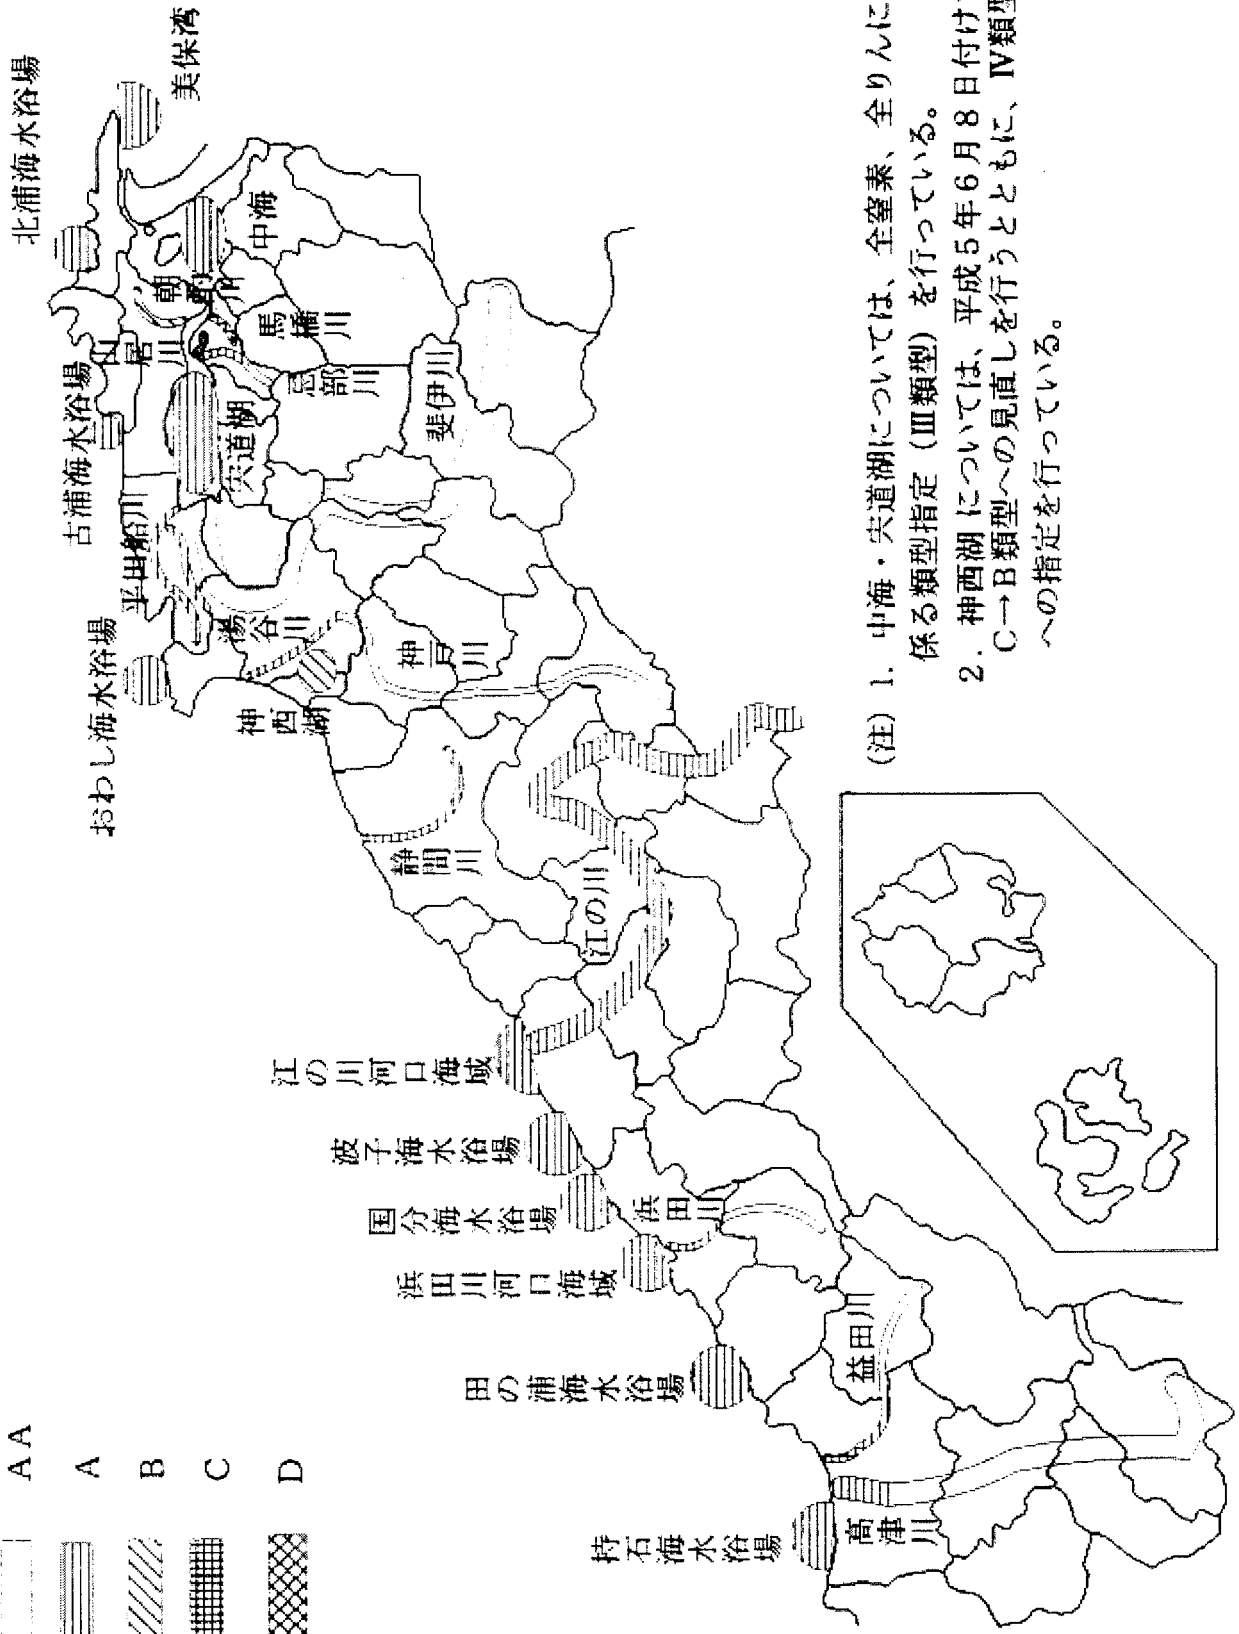 北浦海水浴場
美保湾
古浦海水浴場
おわし海水浴場
平田船川
朝酌川
中海
馬橋川
忌部川
宍道湖
斐伊川
湯谷川
神西湖
神戸川
静間川
江の川
江の川河口海域
波子海水浴場
国分海水浴場
浜田川
浜田川河口海域
田の浦海水浴場
益田川
持石海水浴場
高津川
AA
A
B
C
D
(注) 1. 中海・宍道湖については、全窒素、全りんに
係る類型指定(Ⅲ類型)を行っている。
2. 神西湖については、平成5年6月8日付け
C→B類型への見直しを行うとともに、Ⅳ類型
への指定を行っている。